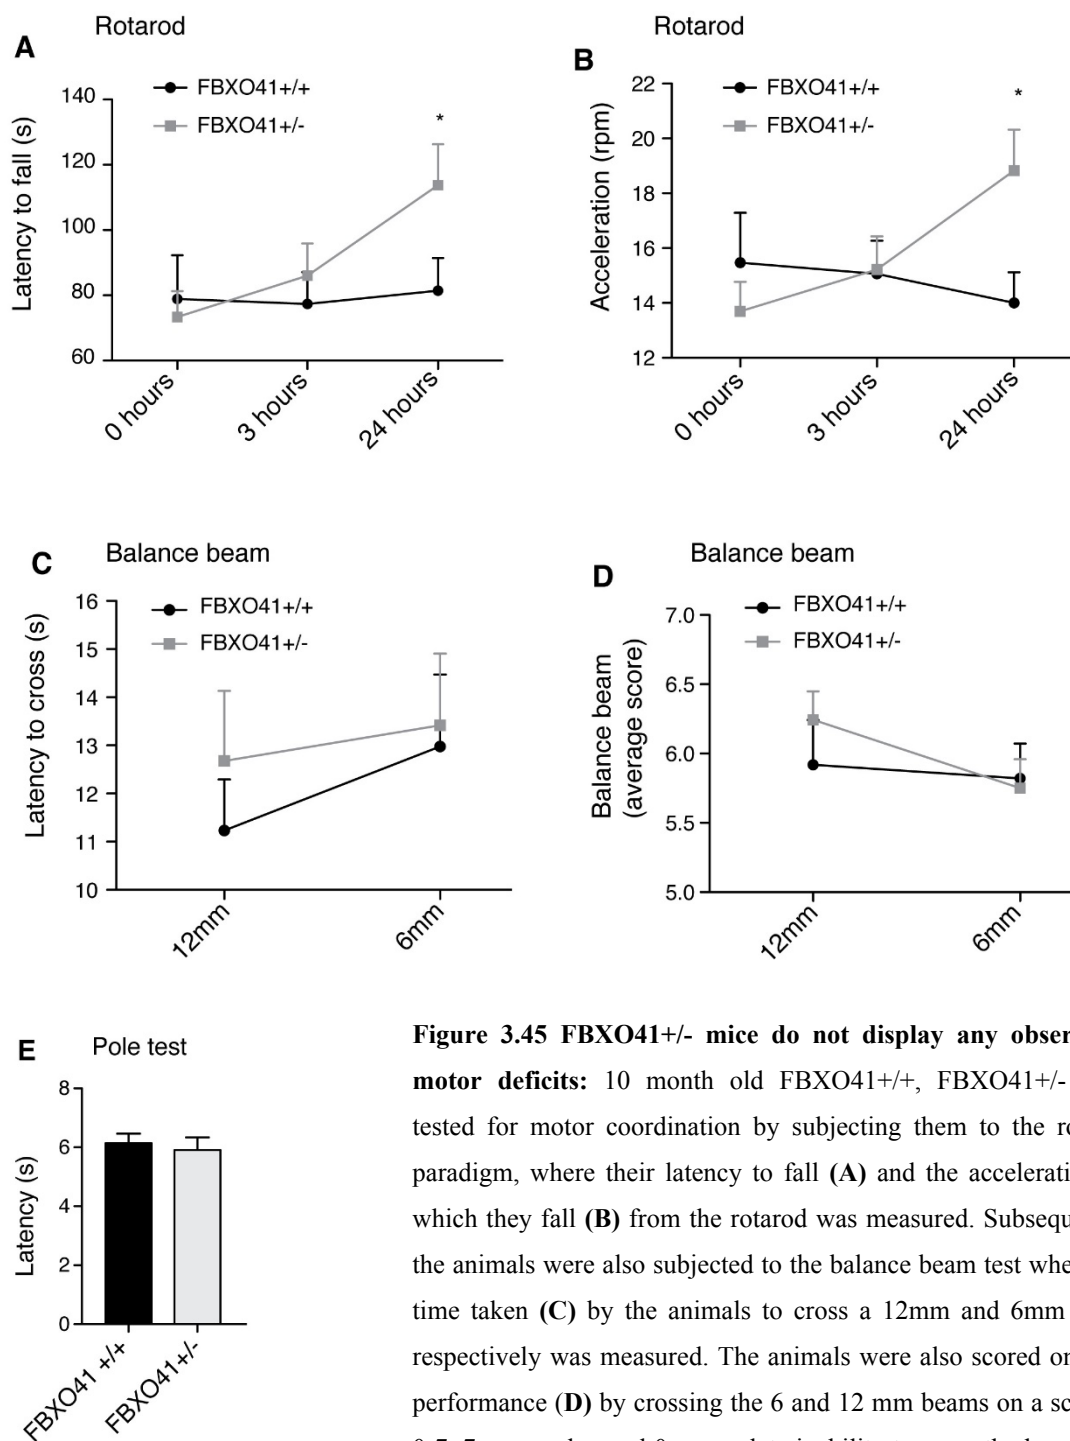 A Rotarod
FBXO41+/+
FBXO41+/-
Latency to fall (s)
140
120
100
80
60
*
0 hours
3 hours
24 hours
B Rotarod
FBXO41+/+
FBXO41+/-
Acceleration (rpm)
22
20
18
16
14
12
*
0 hours
3 hours
24 hours
C Balance beam
FBXO41+/+
FBXO41+/-
Latency to cross (s)
16
15
14
13
12
11
10
12mm
6mm
D Balance beam
FBXO41+/+
FBXO41+/-
Balance beam
(average score)
7.0
6.5
6.0
5.5
5.0
12mm
6mm
E Pole test
Latency (s)
8
6
4
2
0
FBXO41 +/+
FBXO41+/-
Figure 3.45 FBXO41+/- mice do not display any obser
motor deficits: 10 month old FBXO41+/+, FBXO41+/-
tested for motor coordination by subjecting them to the ro
paradigm, where their latency to fall (A) and the accelerati
which they fall (B) from the rotarod was measured. Subsequ
the animals were also subjected to the balance beam test whe
time taken (C) by the animals to cross a 12mm and 6mm
respectively was measured. The animals were also scored on
performance (D) by crossing the 6 and 12 mm beams on a sc